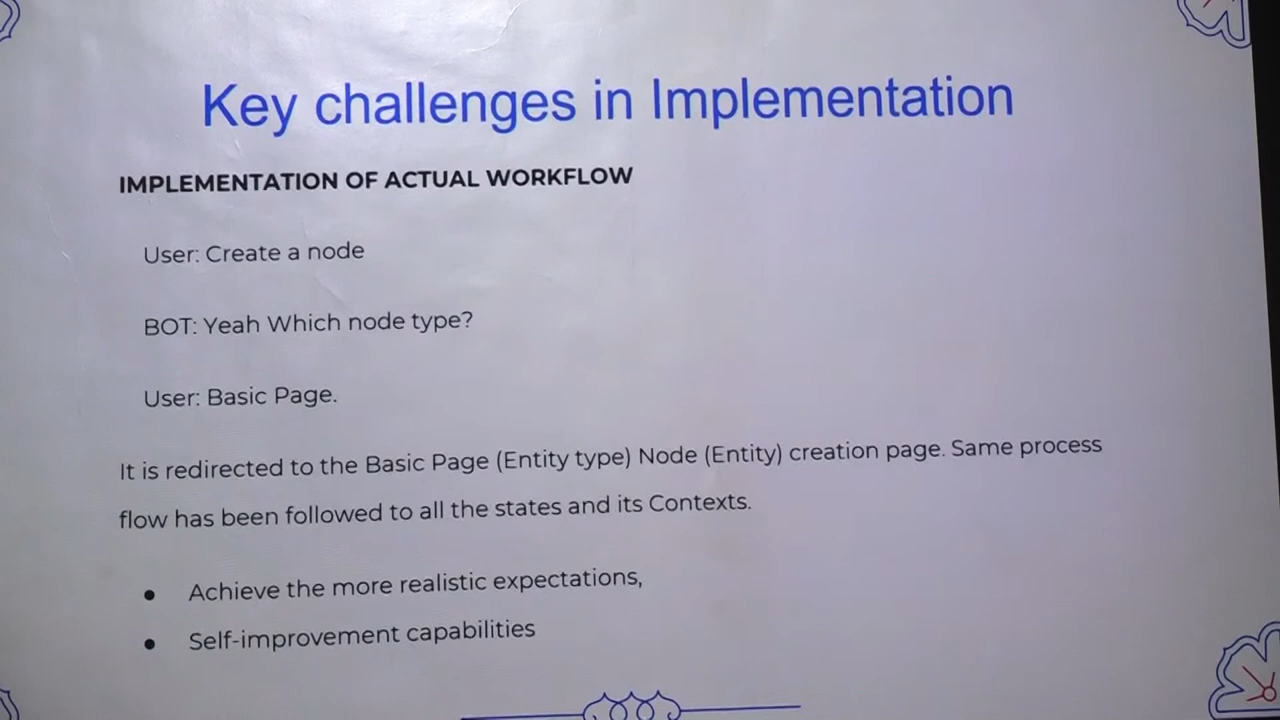 Key challenges in Implementation
IMPLEMENTATION OF ACTUAL WORKFLOW
User: Create a node
BOT: Yeah Which node type?
User: Basic Page.
It is redirected to the Basic Page (Entity type) Node (Entity) creation page. Same process
flow has been followed to all the states and its Contexts.
● Achieve the more realistic expectations,
● Self-improvement capabilities